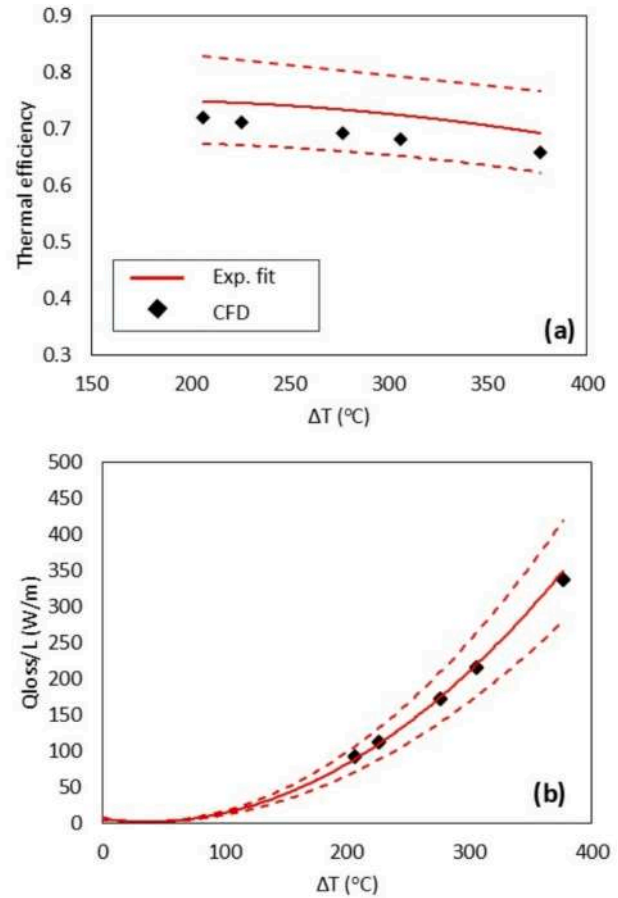 0.9
0.8
0.7
0.6
0.5
0.4
0.3
Thermal efficiency
Exp. fit
CFD
(a)
150 200 250 300 350 400
ΔT (°C)
500
450
400
350
300
250
200
150
100
50
0
Qloss/L (W/m)
(b)
0 100 200 300 400
ΔT (°C)